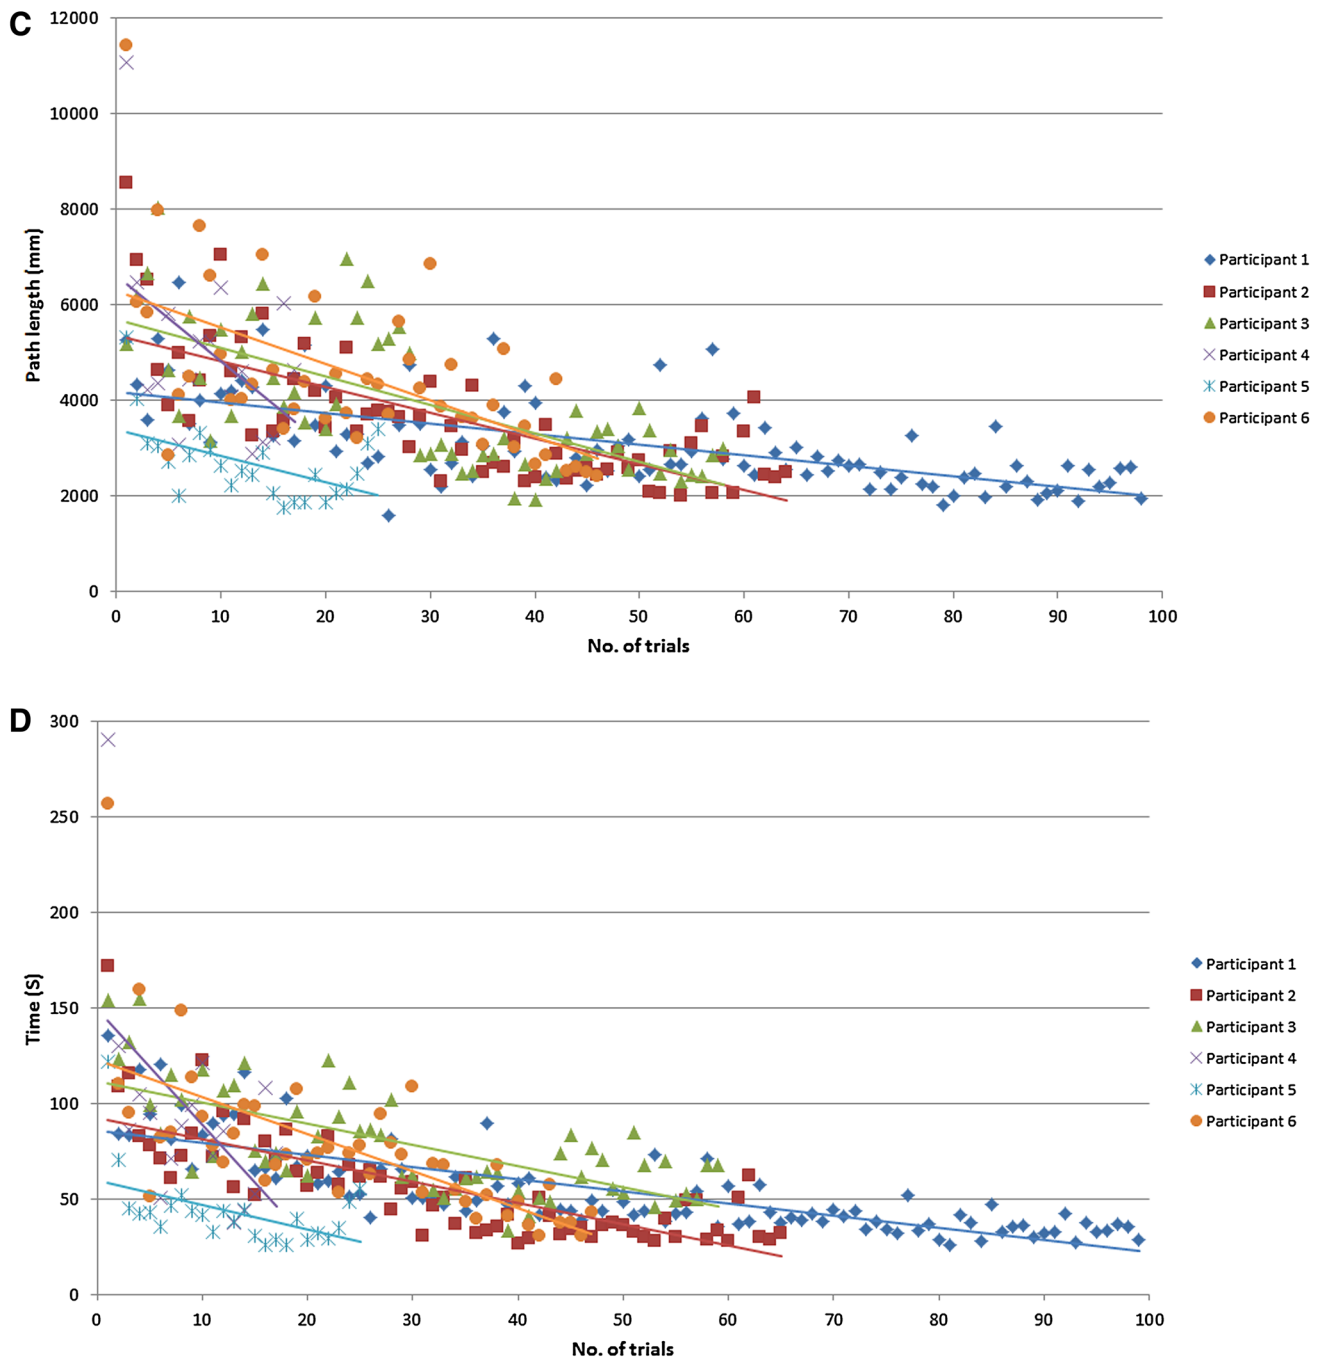 C
12000
10000
8000
6000
4000
2000
0
Path length (mm)
0 10 20 30 40 50 60 70 80 90 100
No. of trials
Participant 1
Participant 2
Participant 3
Participant 4
Participant 5
Participant 6
D
300
250
200
150
100
50
0
Time (S)
0 10 20 30 40 50 60 70 80 90 100
No. of trials
Participant 1
Participant 2
Participant 3
Participant 4
Participant 5
Participant 6